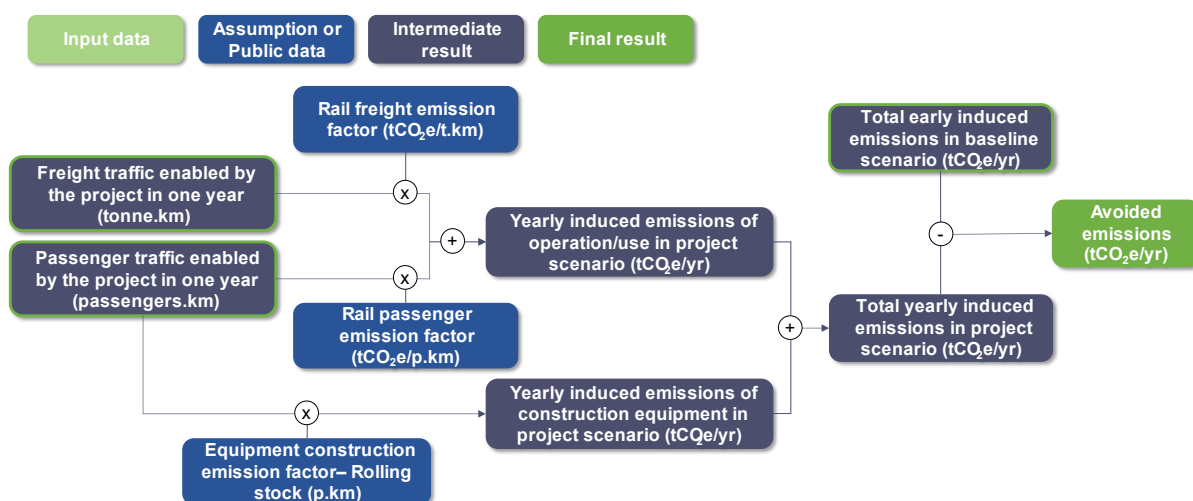 Input data
Assumption or
Public data
Intermediate
result
Final result
Rail freight emission
factor (tCO₂e/t.km)
Total early induced
emissions in baseline
scenario (tCO₂e/yr)
Freight traffic enabled by
the project in one year
(tonne.km)
x
Yearly induced emissions of
operation/use in project
scenario (tCO₂e/yr)
Avoided
emissions
(tCO₂e/yr)
+
-
Passenger traffic enabled
by the project in one year
(passengers.km)
x
Rail passenger
emission factor
(tCO₂e/p.km)
+
Total yearly induced
emissions in project
scenario (tCO₂e/yr)
x
Yearly induced emissions of
construction equipment in
project scenario (tCO₂e/yr)
Equipment construction
emission factor– Rolling
stock (p.km)